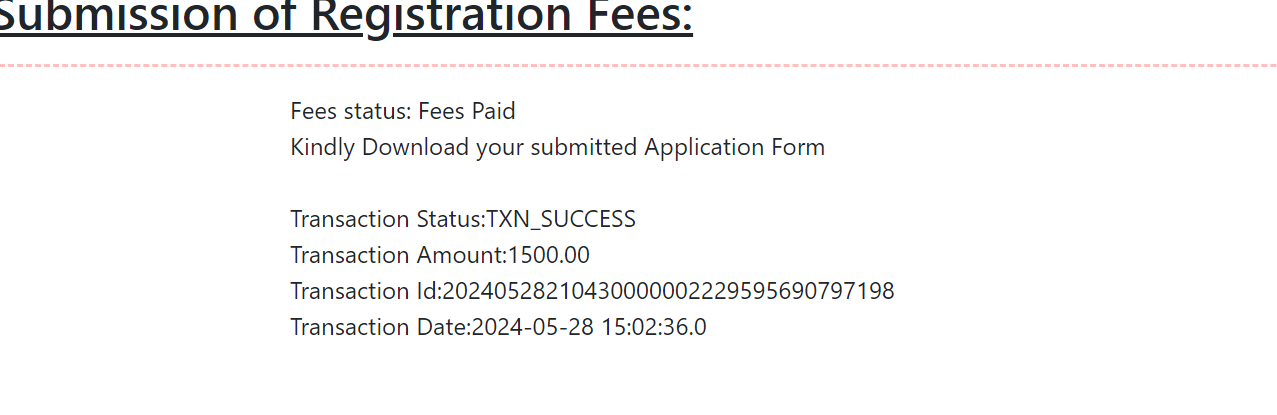 Submission of Registration Fees:
Fees status: Fees Paid
Kindly Download your submitted Application Form
Transaction Status:TXN_SUCCESS
Transaction Amount:1500.00
Transaction Id:20240528210430000002229595690797198
Transaction Date:2024-05-28 15:02:36.0